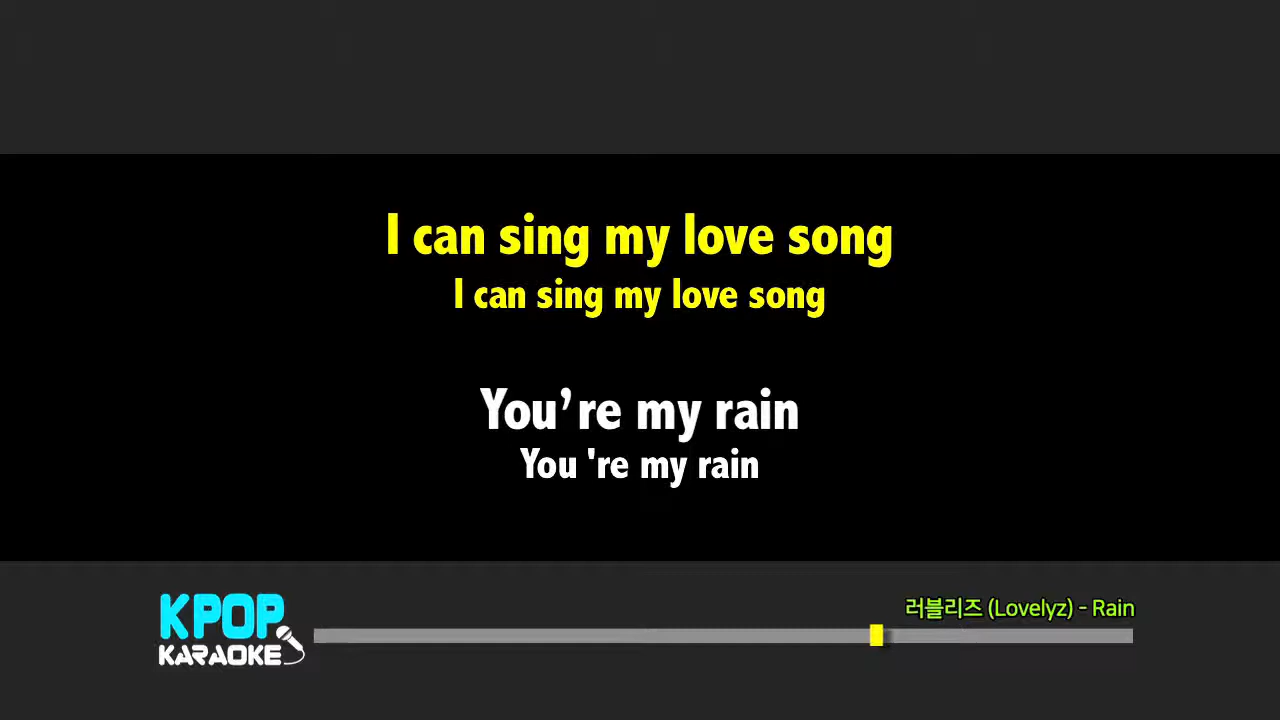 I can sing my love song
I can sing my love song
You’re my rain
You 're my rain
러블리즈 (Lovelyz) - Rain
KPOP
KARAOKE